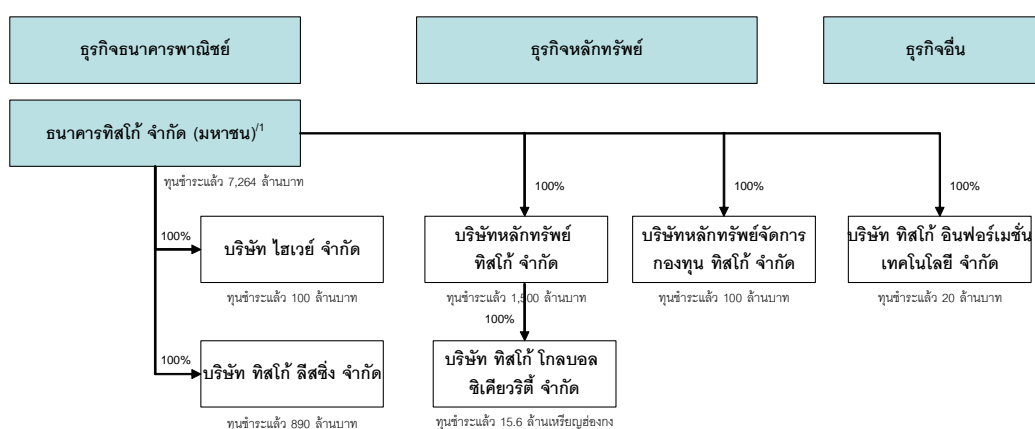 ธุรกิจธนาคารพาณิชย์
ธุรกิจหลักทรัพย์
ธุรกิจอื่น
ธนาคารทิสโก้ จำกัด (มหาชน)/1
ทุนชำระแล้ว 7,264 ล้านบาท
100%
100%
100%
100%
บริษัท ไฮเวย์ จำกัด
บริษัทหลักทรัพย์
ทิสโก้ จำกัด
บริษัทหลักทรัพย์จัดการ
กองทุน ทิสโก้ จำกัด
บริษัท ทิสโก้ อินฟอร์เมชั่น
เทคโนโลยี จำกัด
ทุนชำระแล้ว 100 ล้านบาท
ทุนชำระแล้ว 1,500 ล้านบาท
ทุนชำระแล้ว 100 ล้านบาท
ทุนชำระแล้ว 20 ล้านบาท
100%
100%
บริษัท ทิสโก้ ลีสซิ่ง จำกัด
บริษัท ทิสโก้ โกลบอล
ซิเคียวริตี้ จำกัด
ทุนชำระแล้ว 890 ล้านบาท
ทุนชำระแล้ว 15.6 ล้านเหรียญฮ่องกง